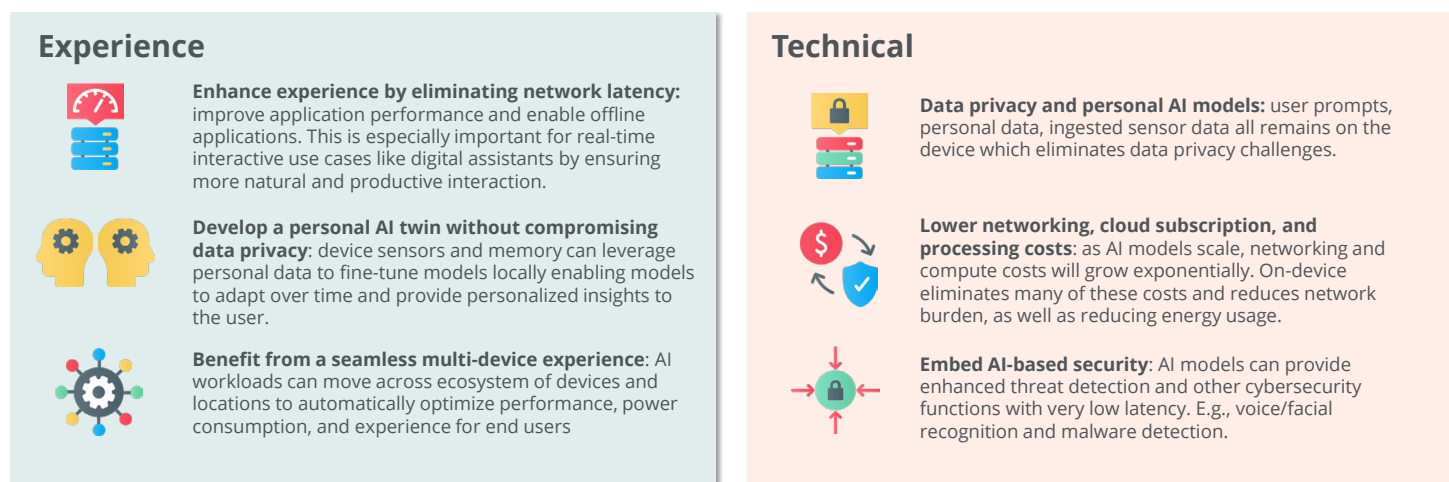 Experience
Enhance experience by eliminating network latency:
improve application performance and enable offline
applications. This is especially important for real-time
interactive use cases like digital assistants by ensuring
more natural and productive interaction.
Develop a personal AI twin without compromising
data privacy: device sensors and memory can leverage
personal data to fine-tune models locally enabling models
to adapt over time and provide personalized insights to
the user.
Benefit from a seamless multi-device experience: AI
workloads can move across ecosystem of devices and
locations to automatically optimize performance, power
consumption, and experience for end users
Technical
Data privacy and personal AI models: user prompts,
personal data, ingested sensor data all remains on the
device which eliminates data privacy challenges.
$
Lower networking, cloud subscription, and
processing costs: as AI models scale, networking and
compute costs will grow exponentially. On-device
eliminates many of these costs and reduces network
burden, as well as reducing energy usage.
Embed AI-based security: AI models can provide
enhanced threat detection and other cybersecurity
functions with very low latency. E.g., voice/facial
recognition and malware detection.